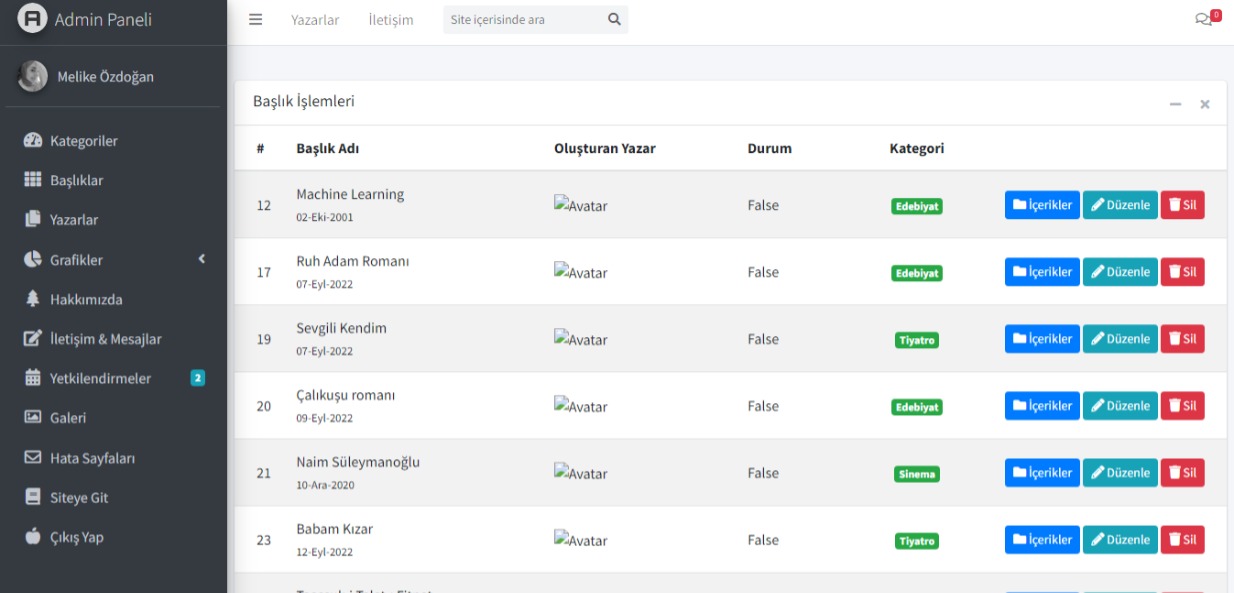 Admin Paneli
Yazarlar
İletişim
Site içerisinde ara
0
Melike Özdoğan
Kategoriler
Başlıklar
Yazarlar
Grafikler
Hakkımızda
İletişim & Mesajlar
Yetkilendirmeler 2
Galeri
Hata Sayfaları
Siteye Git
Çıkış Yap
Başlık İşlemleri
# Başlık Adı Oluşturan Yazar Durum Kategori
12 Machine Learning Avatar False Edebiyat İçerikler Düzenle Sil
02-Eki-2001
17 Ruh Adam Romanı Avatar False Edebiyat İçerikler Düzenle Sil
07-Eyl-2022
19 Sevgili Kendim Avatar False Tiyatro İçerikler Düzenle Sil
07-Eyl-2022
20 Çalıkuşu romanı Avatar False Edebiyat İçerikler Düzenle Sil
09-Eyl-2022
21 Naim Süleymanoğlu Avatar False Sinema İçerikler Düzenle Sil
10-Ara-2020
23 Babam Kızar Avatar False Tiyatro İçerikler Düzenle Sil
12-Eyl-2022